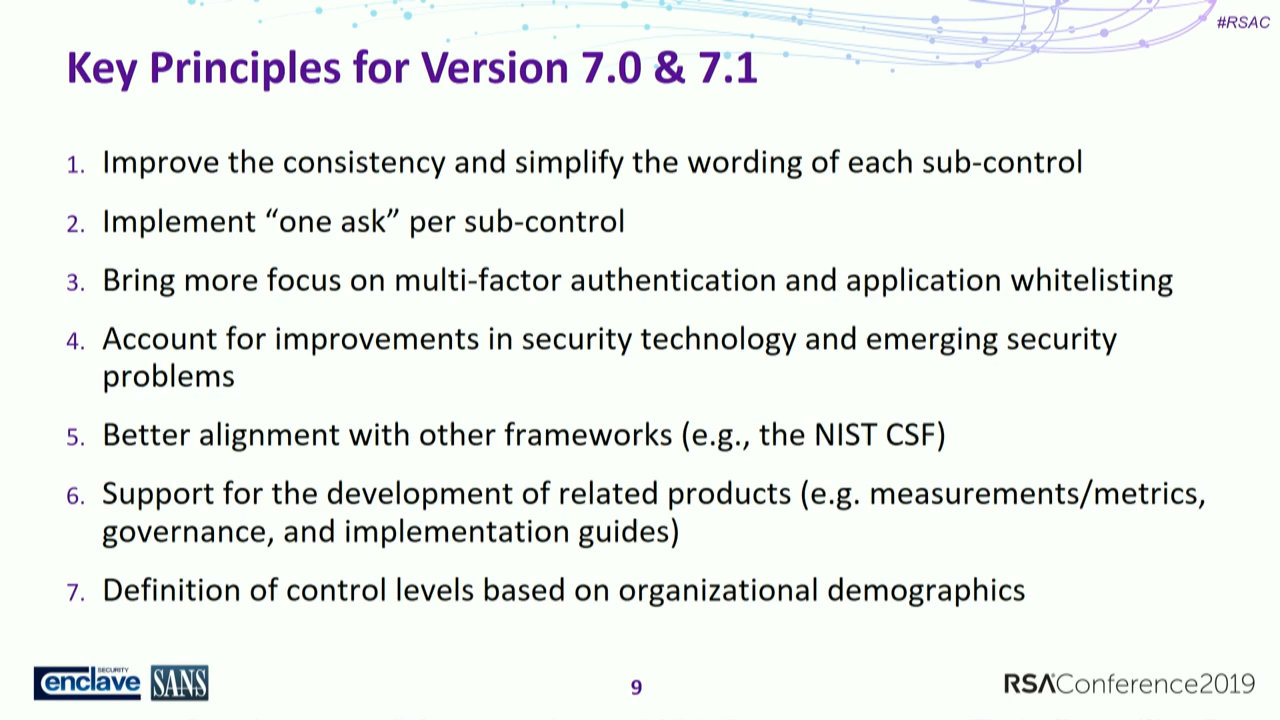 #RSAC
Key Principles for Version 7.0 & 7.1
1. Improve the consistency and simplify the wording of each sub-control
2. Implement “one ask” per sub-control
3. Bring more focus on multi-factor authentication and application whitelisting
4. Account for improvements in security technology and emerging security
problems
5. Better alignment with other frameworks (e.g., the NIST CSF)
6. Support for the development of related products (e.g. measurements/metrics,
governance, and implementation guides)
7. Definition of control levels based on organizational demographics
SECURITY
enclave SANS
9
RSAConference2019